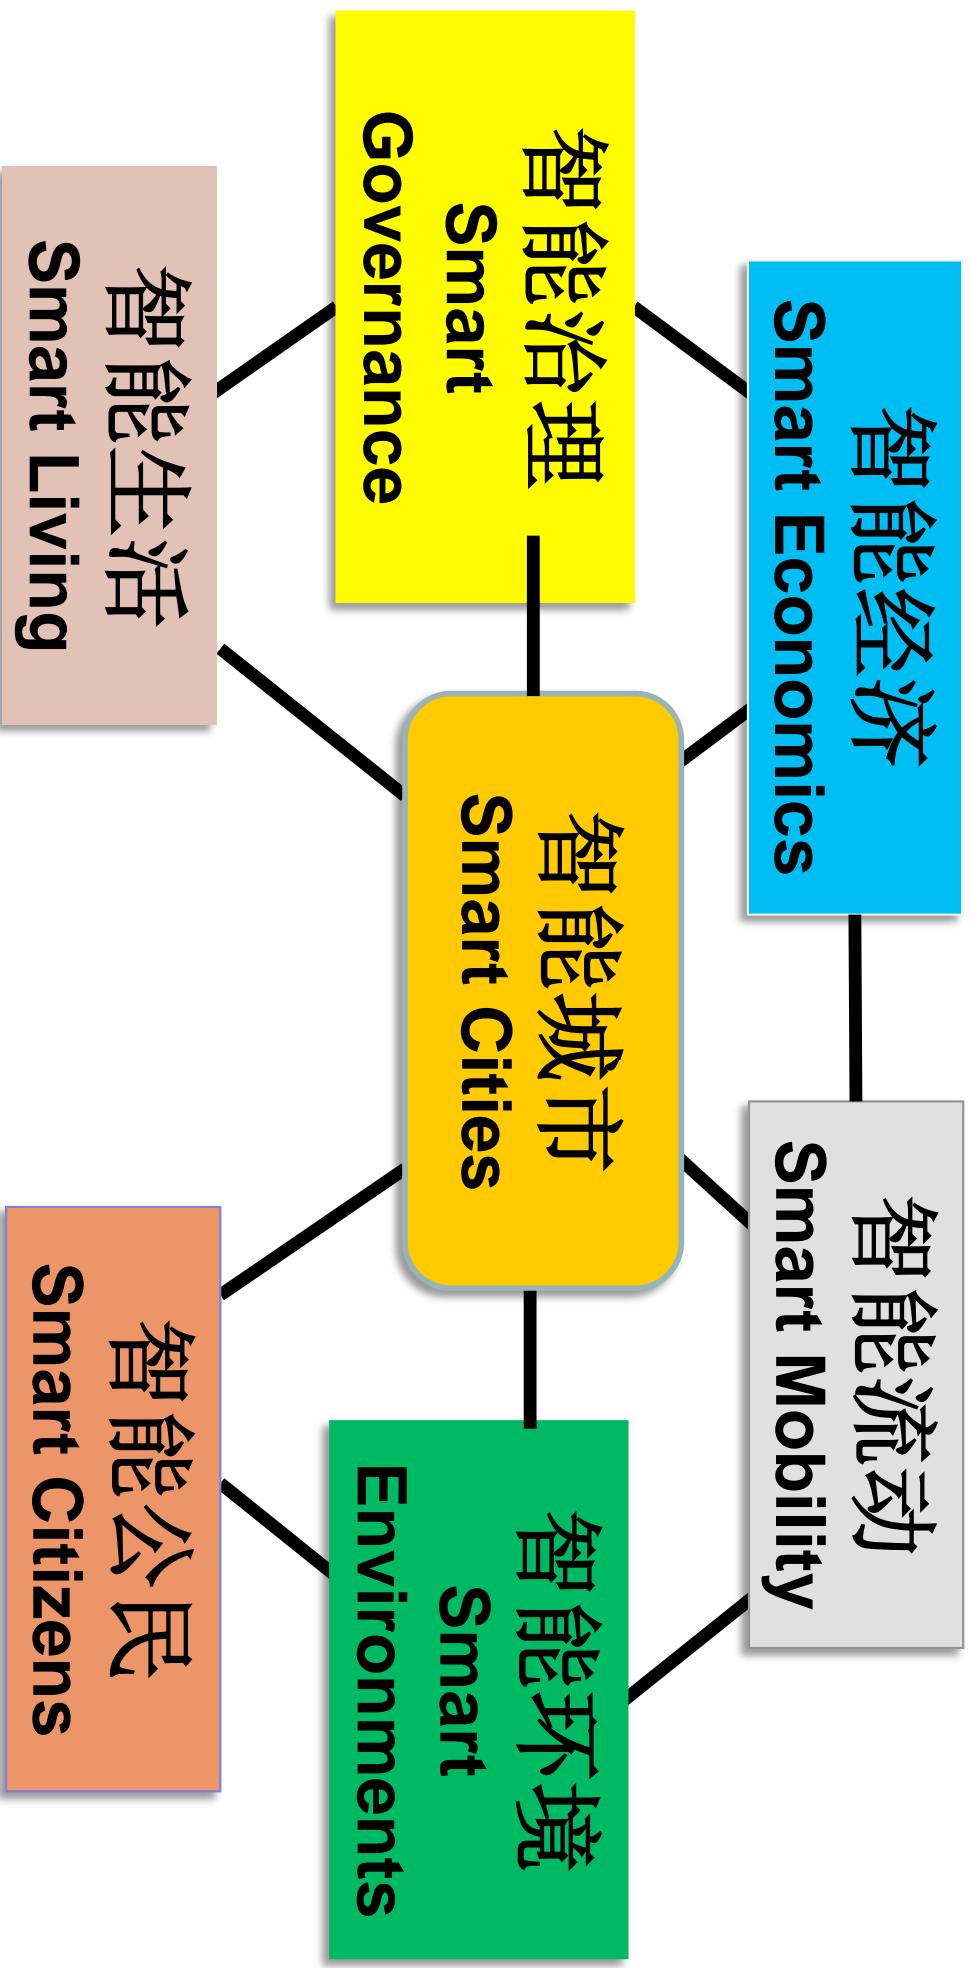 智能经济
Smart Economics
智能流动
Smart Mobility
智能治理
Smart
Governance
智能城市
Smart Cities
智能环境
Smart
Environments
智能生活
Smart Living
智能公民
Smart Citizens